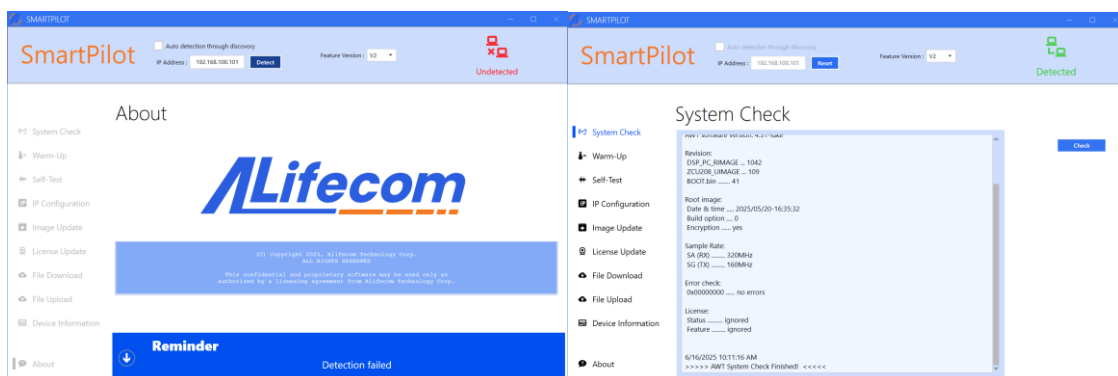 SMARTPILOT
SmartPilot
Auto detection through discovery
IP Address : 192.168.100.101 Detect
Feature Version : V2
Undetected
About
System Check
Warm-Up
Self-Test
IP Configuration
Image Update
License Update
File Download
File Upload
Device Information
About
ALifecom
(C) Copyright 2025, Alifecom Technology Corp.
ALL RIGHTS RESERVED
This confidential and proprietary software may be used only as
authorized by a licensing agreement from Alifecom Technology Corp.
Reminder
Detection failed
SMARTPILOT
SmartPilot
Auto detection through discovery
IP Address : 192.168.100.101 Reset
Feature Version : V2
Detected
System Check
System Check
Warm-Up
Self-Test
IP Configuration
Image Update
License Update
File Download
File Upload
Device Information
About
Revision:
DSP_PC_RIMAGE .. 1042
ZCU208_UIMAGE .. 109
BOOT.bin ....... 41
Root image:
Date & time .... 2025/05/20-16:35:32
Build option ... 0
Encryption ..... yes
Sample Rate:
SA (RX) ........ 320MHz
SG (TX) ........ 160MHz
Error check:
0x00000000 ..... no errors
License:
Status ........ ignored
Feature ....... ignored
6/16/2025 10:11:16 AM
>>>>> AWT System Check Finished! <<<<<
Check